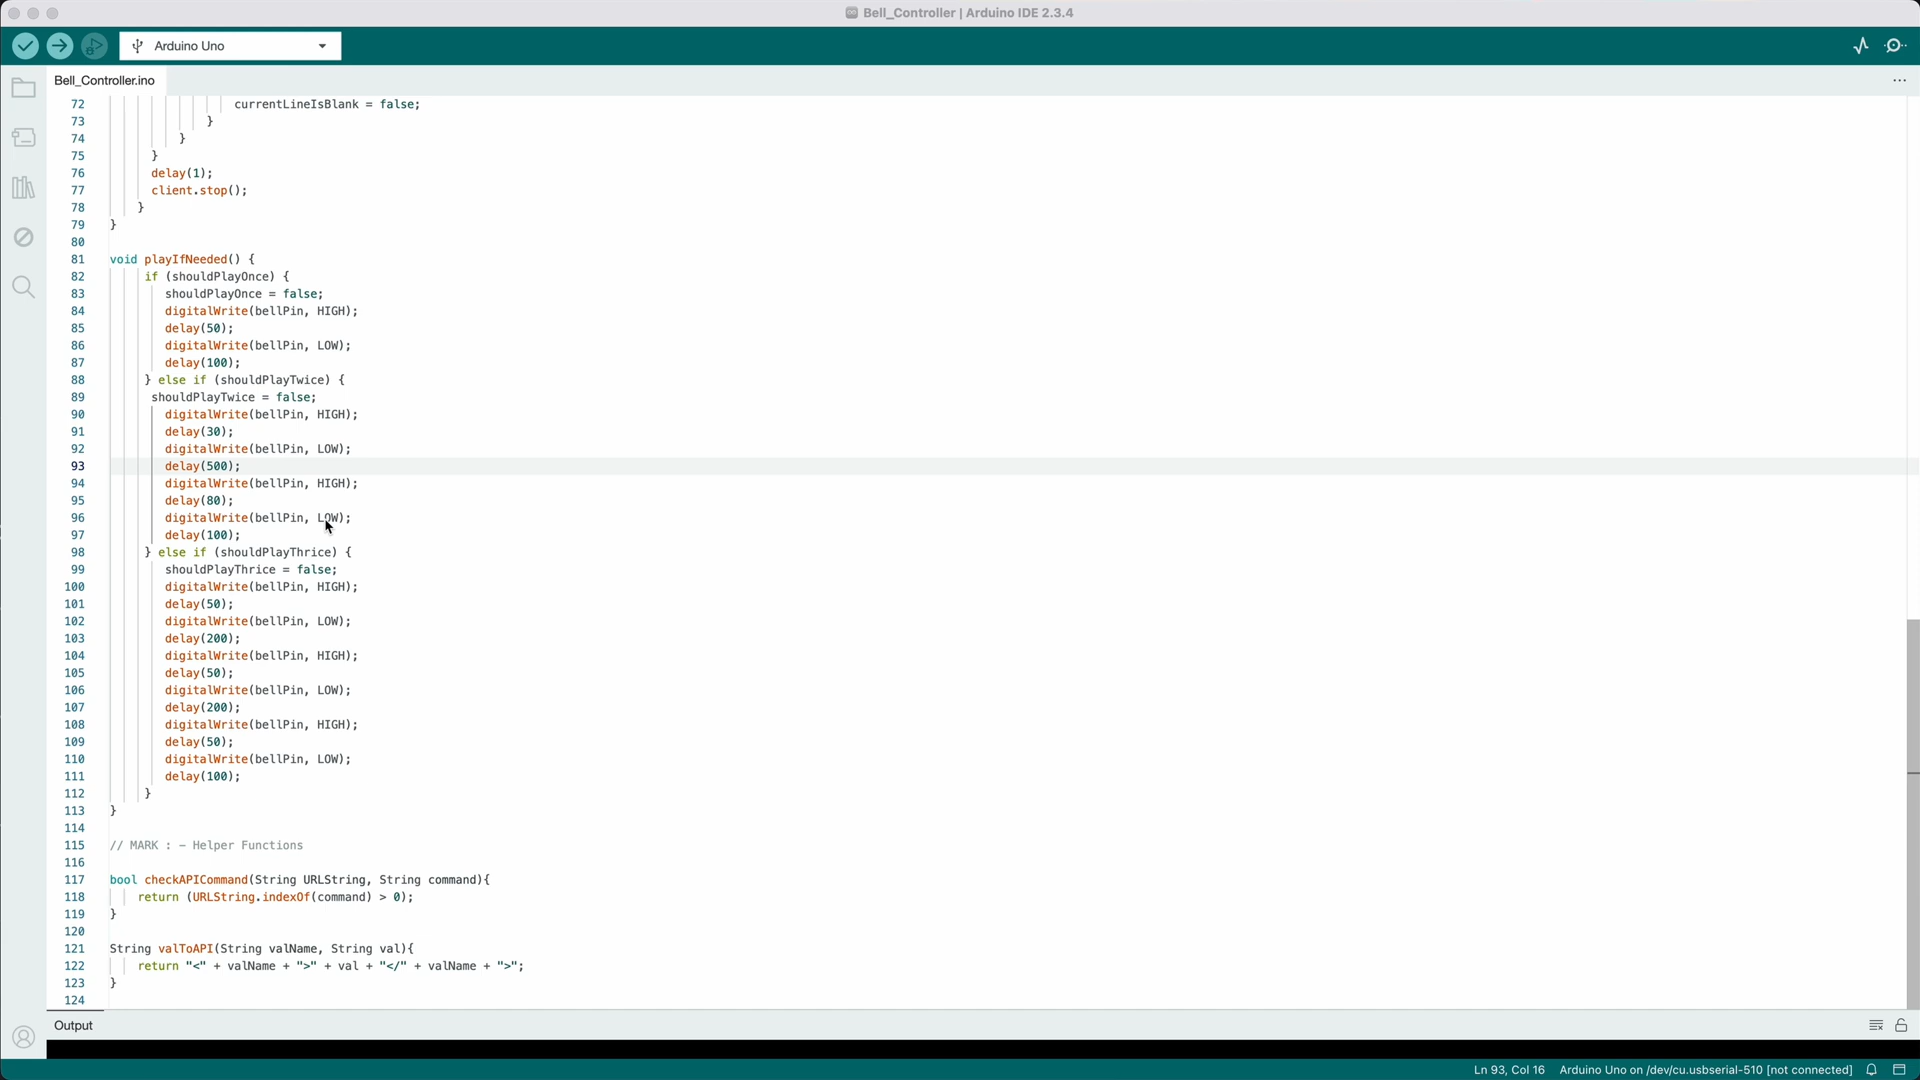 Bell_Controller | Arduino IDE 2.3.4
Arduino Uno
Bell_Controller.ino
72 currentLineIsBlank = false;
73 }
74 }
75 }
76 delay(1);
77 client.stop();
78 }
79 }
80
81 void playIfNeeded() {
82 if (shouldPlayOnce) {
83 shouldPlayOnce = false;
84 digitalWrite(bellPin, HIGH);
85 delay(50);
86 digitalWrite(bellPin, LOW);
87 delay(100);
88 } else if (shouldPlayTwice) {
89 shouldPlayTwice = false;
90 digitalWrite(bellPin, HIGH);
91 delay(30);
92 digitalWrite(bellPin, LOW);
93 delay(500);
94 digitalWrite(bellPin, HIGH);
95 delay(80);
96 digitalWrite(bellPin, LOW);
97 delay(100);
98 } else if (shouldPlayThrice) {
99 shouldPlayThrice = false;
100 digitalWrite(bellPin, HIGH);
101 delay(50);
102 digitalWrite(bellPin, LOW);
103 delay(200);
104 digitalWrite(bellPin, HIGH);
105 delay(50);
106 digitalWrite(bellPin, LOW);
107 delay(200);
108 digitalWrite(bellPin, HIGH);
109 delay(50);
110 digitalWrite(bellPin, LOW);
111 delay(100);
112 }
113 }
114
115 // MARK : - Helper Functions
116
117 bool checkAPICommand(String URLString, String command){
118 return (URLString.indexOf(command) > 0);
119 }
120
121 String valToAPI(String valName, String val){
122 return "<" + valName + ">" + val + "</" + valName + ">";
123 }
124
Output
Ln 93, Col 16 Arduino Uno on /dev/cu.usbserial-510 [not connected]